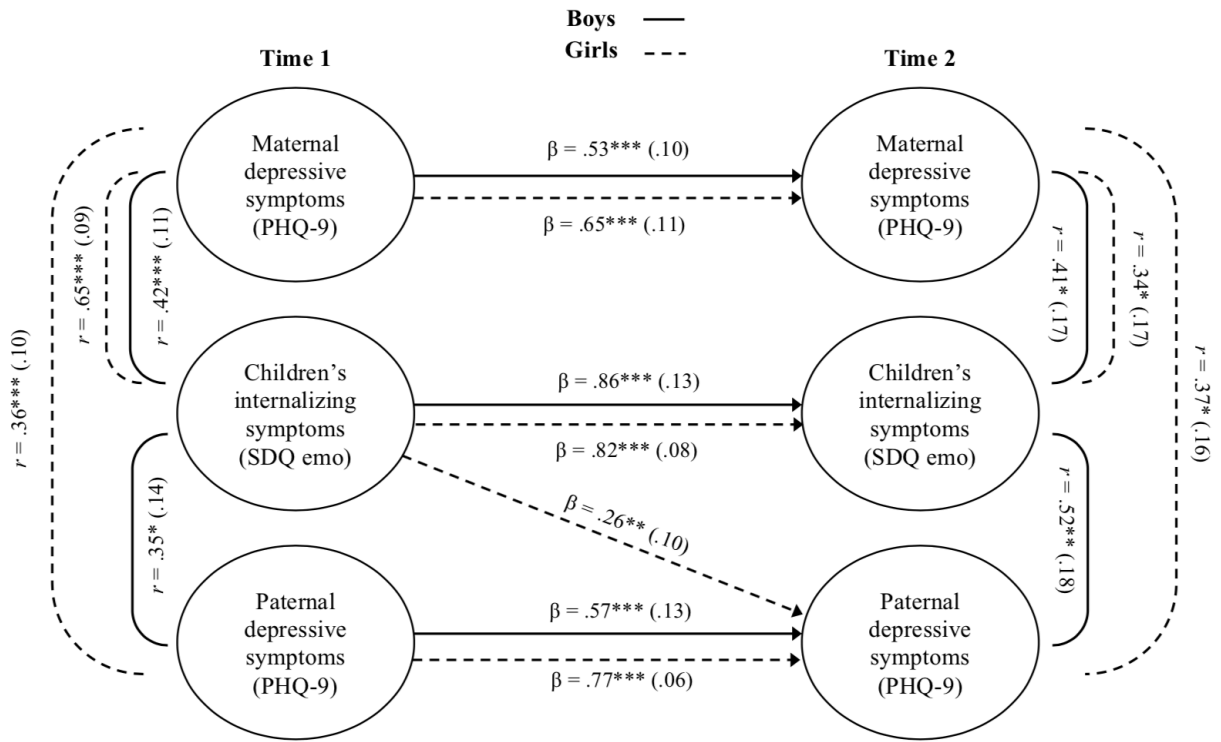 Boys
Girls
Time 1
Time 2
Maternal
depressive
symptoms
(PHQ-9)
β = .53*** (.10)
β = .65*** (.11)
Maternal
depressive
symptoms
(PHQ-9)
r = .36*** (.10)
r = .65*** (.09)
r = .42*** (.11)
r = .41* (.17)
r = .34* (.17)
r = .37* (.16)
Children’s
internalizing
symptoms
(SDQ emo)
β = .86*** (.13)
β = .82*** (.08)
Children’s
internalizing
symptoms
(SDQ emo)
r = .35* (.14)
β = .26** (.10)
r = .52** (.18)
Paternal
depressive
symptoms
(PHQ-9)
β = .57*** (.13)
β = .77*** (.06)
Paternal
depressive
symptoms
(PHQ-9)